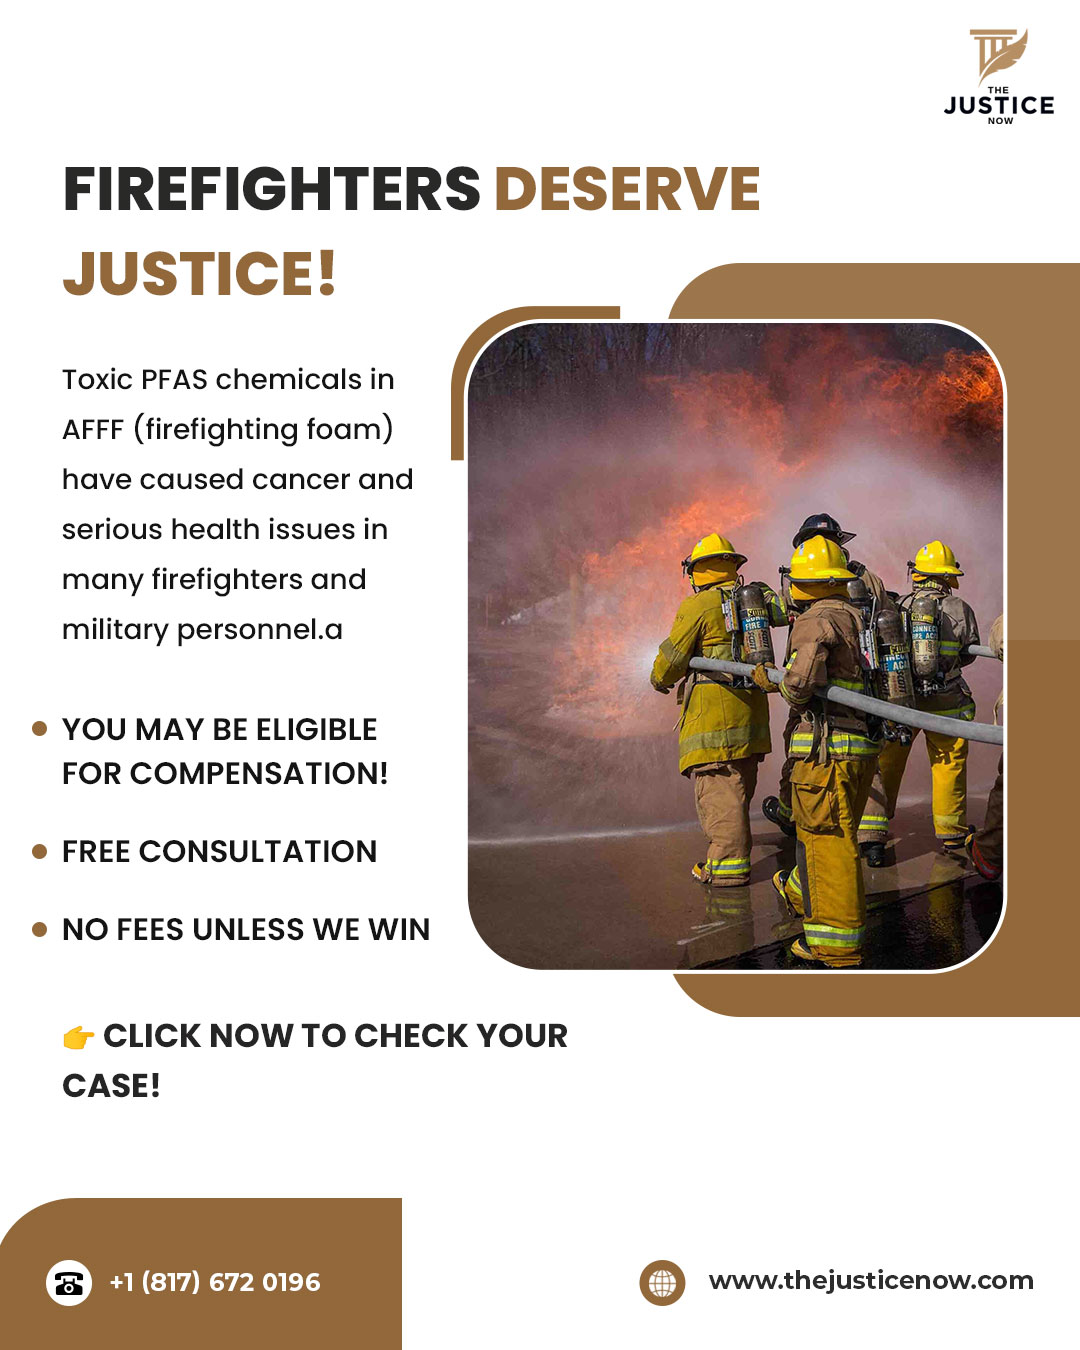 THE
JUSTICE
NOW
FIREFIGHTERS DESERVE
JUSTICE!
Toxic PFAS chemicals in
AFFF (firefighting foam)
have caused cancer and
serious health issues in
many firefighters and
military personnel.a
YOU MAY BE ELIGIBLE
FOR COMPENSATION!
FREE CONSULTATION
NO FEES UNLESS WE WIN
👉 CLICK NOW TO CHECK YOUR
CASE!
+1 (817) 672 0196
www.thejusticenow.com